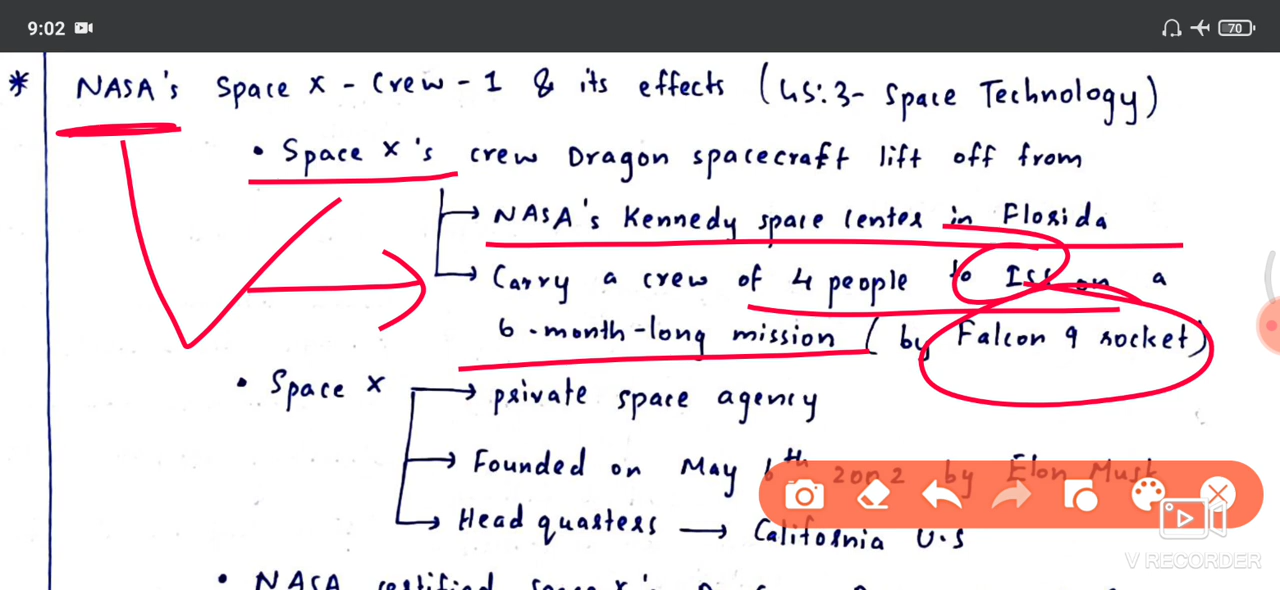 9:02 70
* NASA's Space X - Crew - 1 & its effects (GS:3- Space Technology)
• Space X's crew Dragon spacecraft lift off from
→ NASA's Kennedy space center in Florida
→ Carry a crew of 4 people to ISS on a
6-month-long mission (by Falcon 9 rocket)
• Space X → private space agency
→ Founded on May 6th 2002 by Elon Musk
→ Head quarters → California U.S
• NASA certified Space X's
V RECORDER